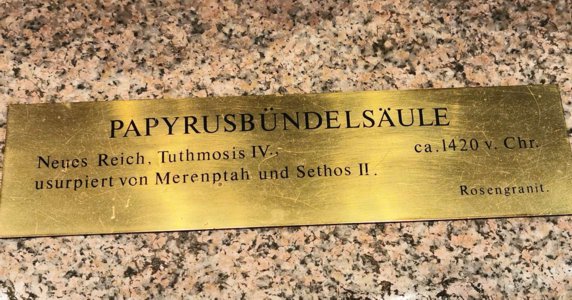 PAPYRUSBÜNDELSÄULE
Neues Reich, Tuthmosis IV., ca.1420 v. Chr.
usurpiert von Merenptah und Sethos II.
Rosengranit.